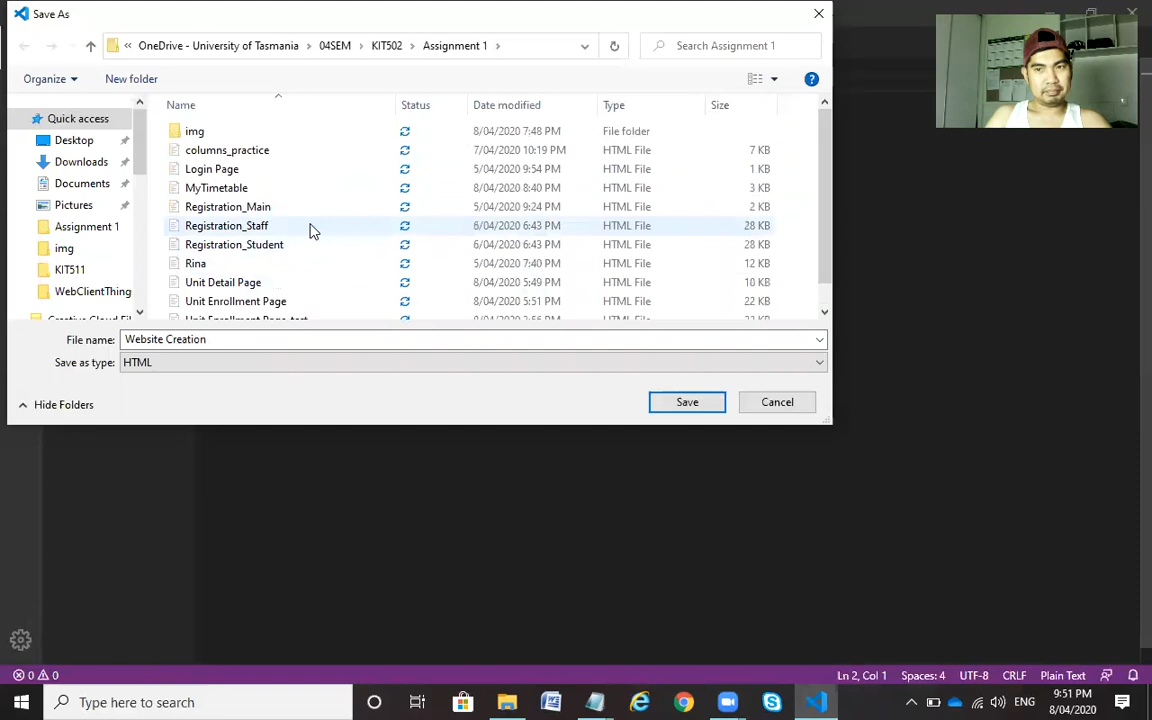 Save As
« OneDrive - University of Tasmania > 04SEM > KIT502 > Assignment 1 >
Search Assignment 1
Organize
New folder
Name Status Date modified Type Size
Quick access
Desktop
Downloads
Documents
Pictures
Assignment 1
img
KIT511
WebClientThing
Creative Cloud Fil
img 8/04/2020 7:48 PM File folder
columns_practice 7/04/2020 10:19 PM HTML File 7 KB
Login Page 5/04/2020 9:54 PM HTML File 1 KB
MyTimetable 8/04/2020 8:40 PM HTML File 3 KB
Registration_Main 5/04/2020 9:24 PM HTML File 2 KB
Registration_Staff 6/04/2020 6:43 PM HTML File 28 KB
Registration_Student 6/04/2020 6:43 PM HTML File 28 KB
Rina 5/04/2020 7:40 PM HTML File 12 KB
Unit Detail Page 8/04/2020 5:49 PM HTML File 10 KB
Unit Enrollment Page 8/04/2020 5:51 PM HTML File 22 KB
File name: Website Creation
Save as type: HTML
Hide Folders
Save
Cancel
0 0
Ln 2, Col 1 Spaces: 4 UTF-8 CRLF Plain Text
Type here to search
ENG
9:51 PM
8/04/2020